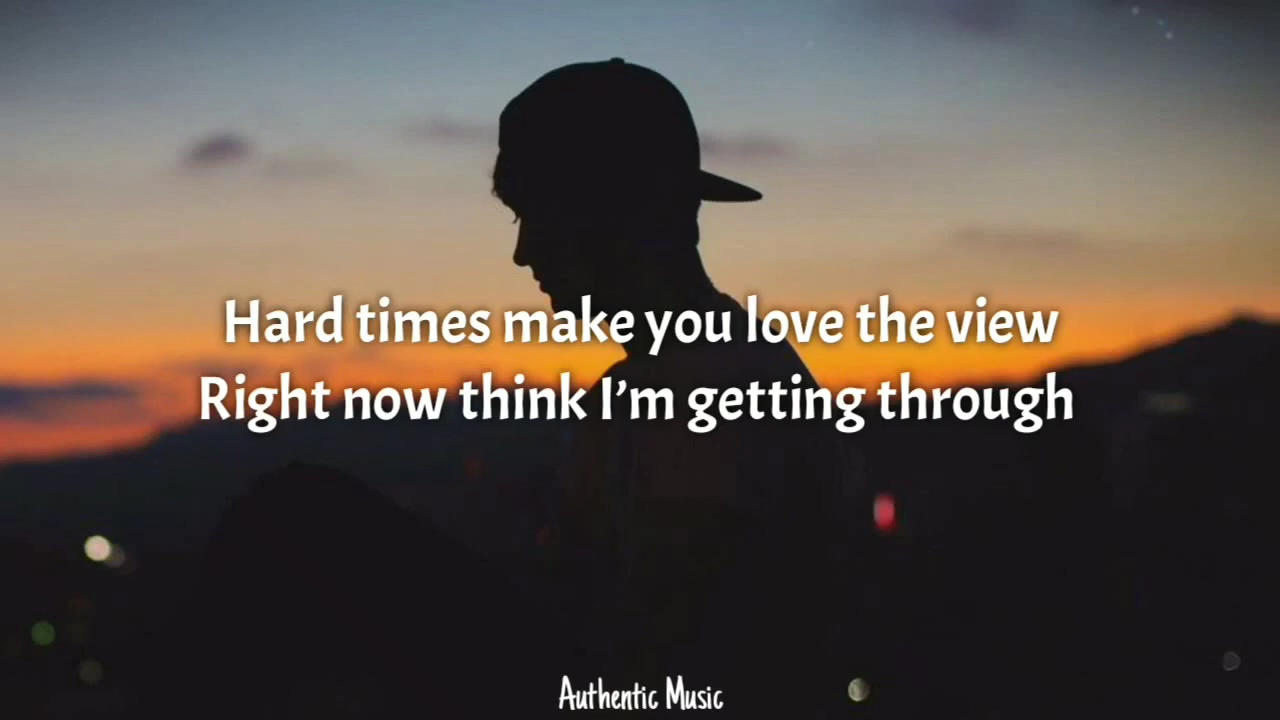 Hard times make you love the view
Right now think I’m getting through
Authentic Music